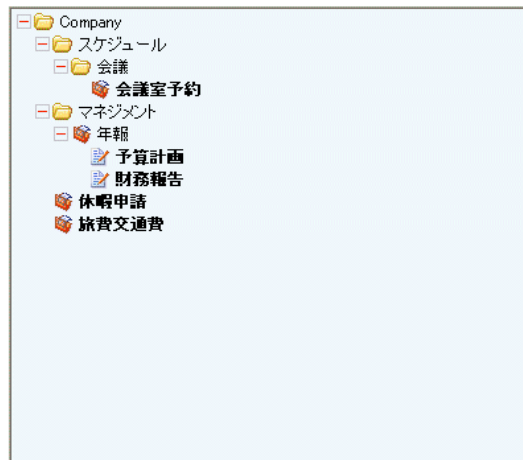 Company
スケジュール
会議
会議室予約
マネジメント
年報
予算計画
財務報告
休暇申請
旅費交通費